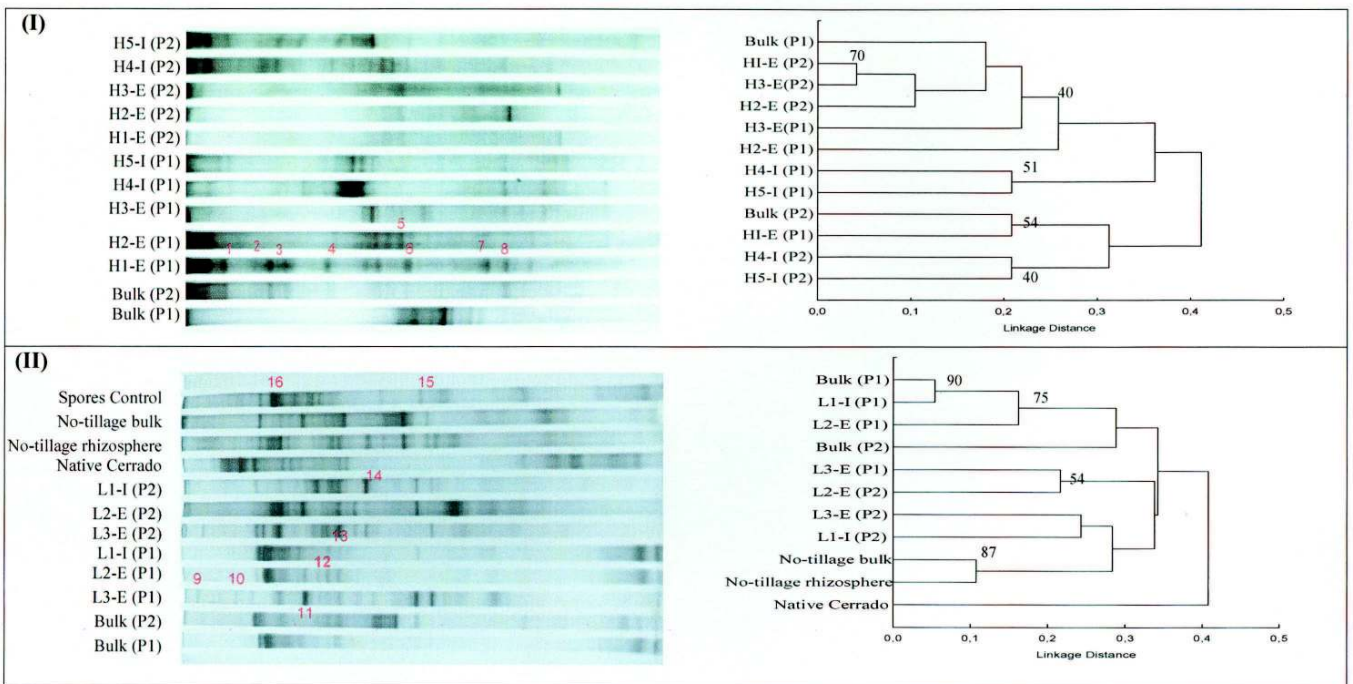 (I)
H5-I (P2)
H4-I (P2)
H3-E (P2)
H2-E (P2)
H1-E (P2)
H5-I (P1)
H4-I (P1)
H3-E (P1)
5
H2-E (P1)
1 2 3 4 6 7 8
H1-E (P1)
Bulk (P2)
Bulk (P1)
Bulk (P1)
HI-E (P2)
70
H3-E(P2)
H2-E (P2)
40
H3-E(P1)
H2-E (P1)
H4-I (P1)
51
H5-I (P1)
Bulk (P2)
54
HI-E (P1)
H4-I (P2)
H5-I (P2)
40
0,0 0,1 0,2 0,3 0,4 0,5
Linkage Distance
(II)
16 15
Spores Control
No-tillage bulk
No-tillage rhizosphere
Native Cerrado
14
L1-I (P2)
L2-E (P2)
L3-E (P2)
13
L1-I (P1)
12
L2-E (P1)
9 10
L3-E (P1)
11
Bulk (P2)
Bulk (P1)
Bulk (P1)
90
L1-I (P1)
75
L2-E (P1)
Bulk (P2)
L3-E (P1)
54
L2-E (P2)
L3-E (P2)
L1-I (P2)
No-tillage bulk
87
No-tillage rhizosphere
Native Cerrado
0,0 0,1 0,2 0,3 0,4 0,5
Linkage Distance